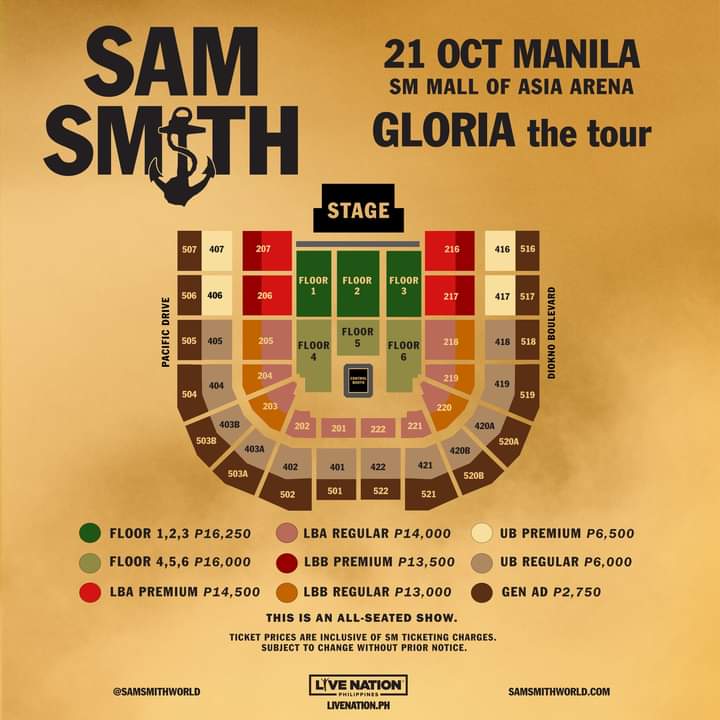 SAM
SMITH
21 OCT MANILA
SM MALL OF ASIA ARENA
GLORIA the tour
STAGE
507 407 207 216 416 516
FLOOR 1 FLOOR 2 FLOOR 3
506 406 206 217 417 517
PACIFIC DRIVE
DIOKNO BOULEVARD
505 405 205 218 418 518
FLOOR 4 FLOOR 5 FLOOR 6
504 404 204 219 419 519
CONTROL BOOTH
203 220
503B 403B 202 201 222 221 420A 520A
503A 403A 420B 520B
402 401 422 421
502 501 522 521
FLOOR 1,2,3 P16,250
LBA REGULAR P14,000
UB PREMIUM P6,500
FLOOR 4,5,6 P16,000
LBB PREMIUM P13,500
UB REGULAR P6,000
LBA PREMIUM P14,500
LBB REGULAR P13,000
GEN AD P2,750
THIS IS AN ALL-SEATED SHOW.
TICKET PRICES ARE INCLUSIVE OF SM TICKETING CHARGES.
SUBJECT TO CHANGE WITHOUT PRIOR NOTICE.
@SAMSMITHWORLD
LIVE NATION
PHILIPPINES
LIVENATION.PH
SAMSMITHWORLD.COM